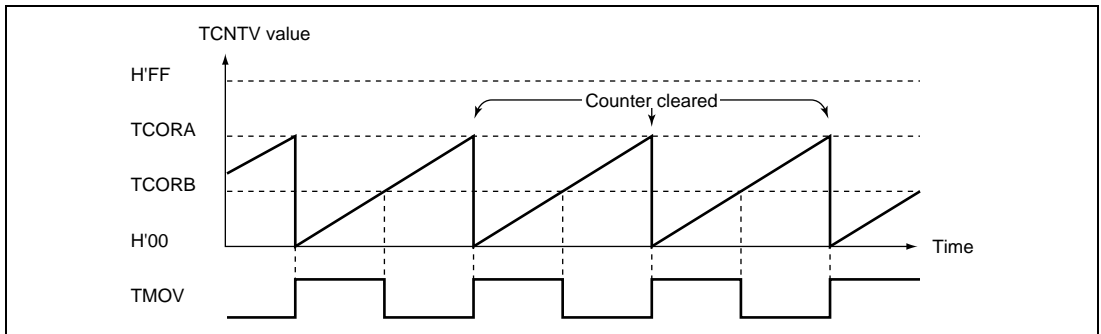 TCNTV value
H'FF
Counter cleared
TCORA
TCORB
H'00
Time
TMOV